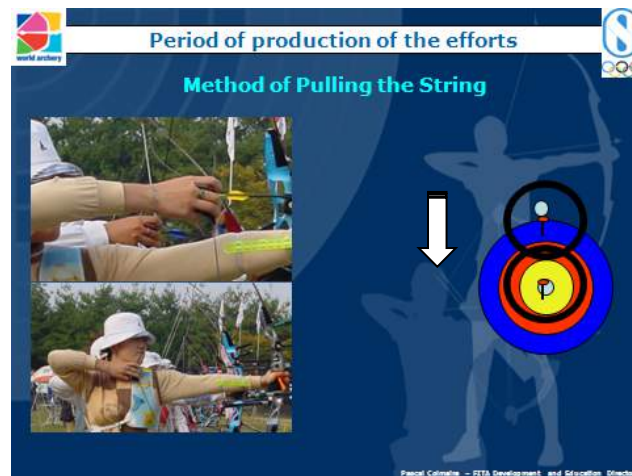 Period of production of the efforts
world archery
Method of Pulling the String
Pascal Colmaire – FITA Development and Education Direct